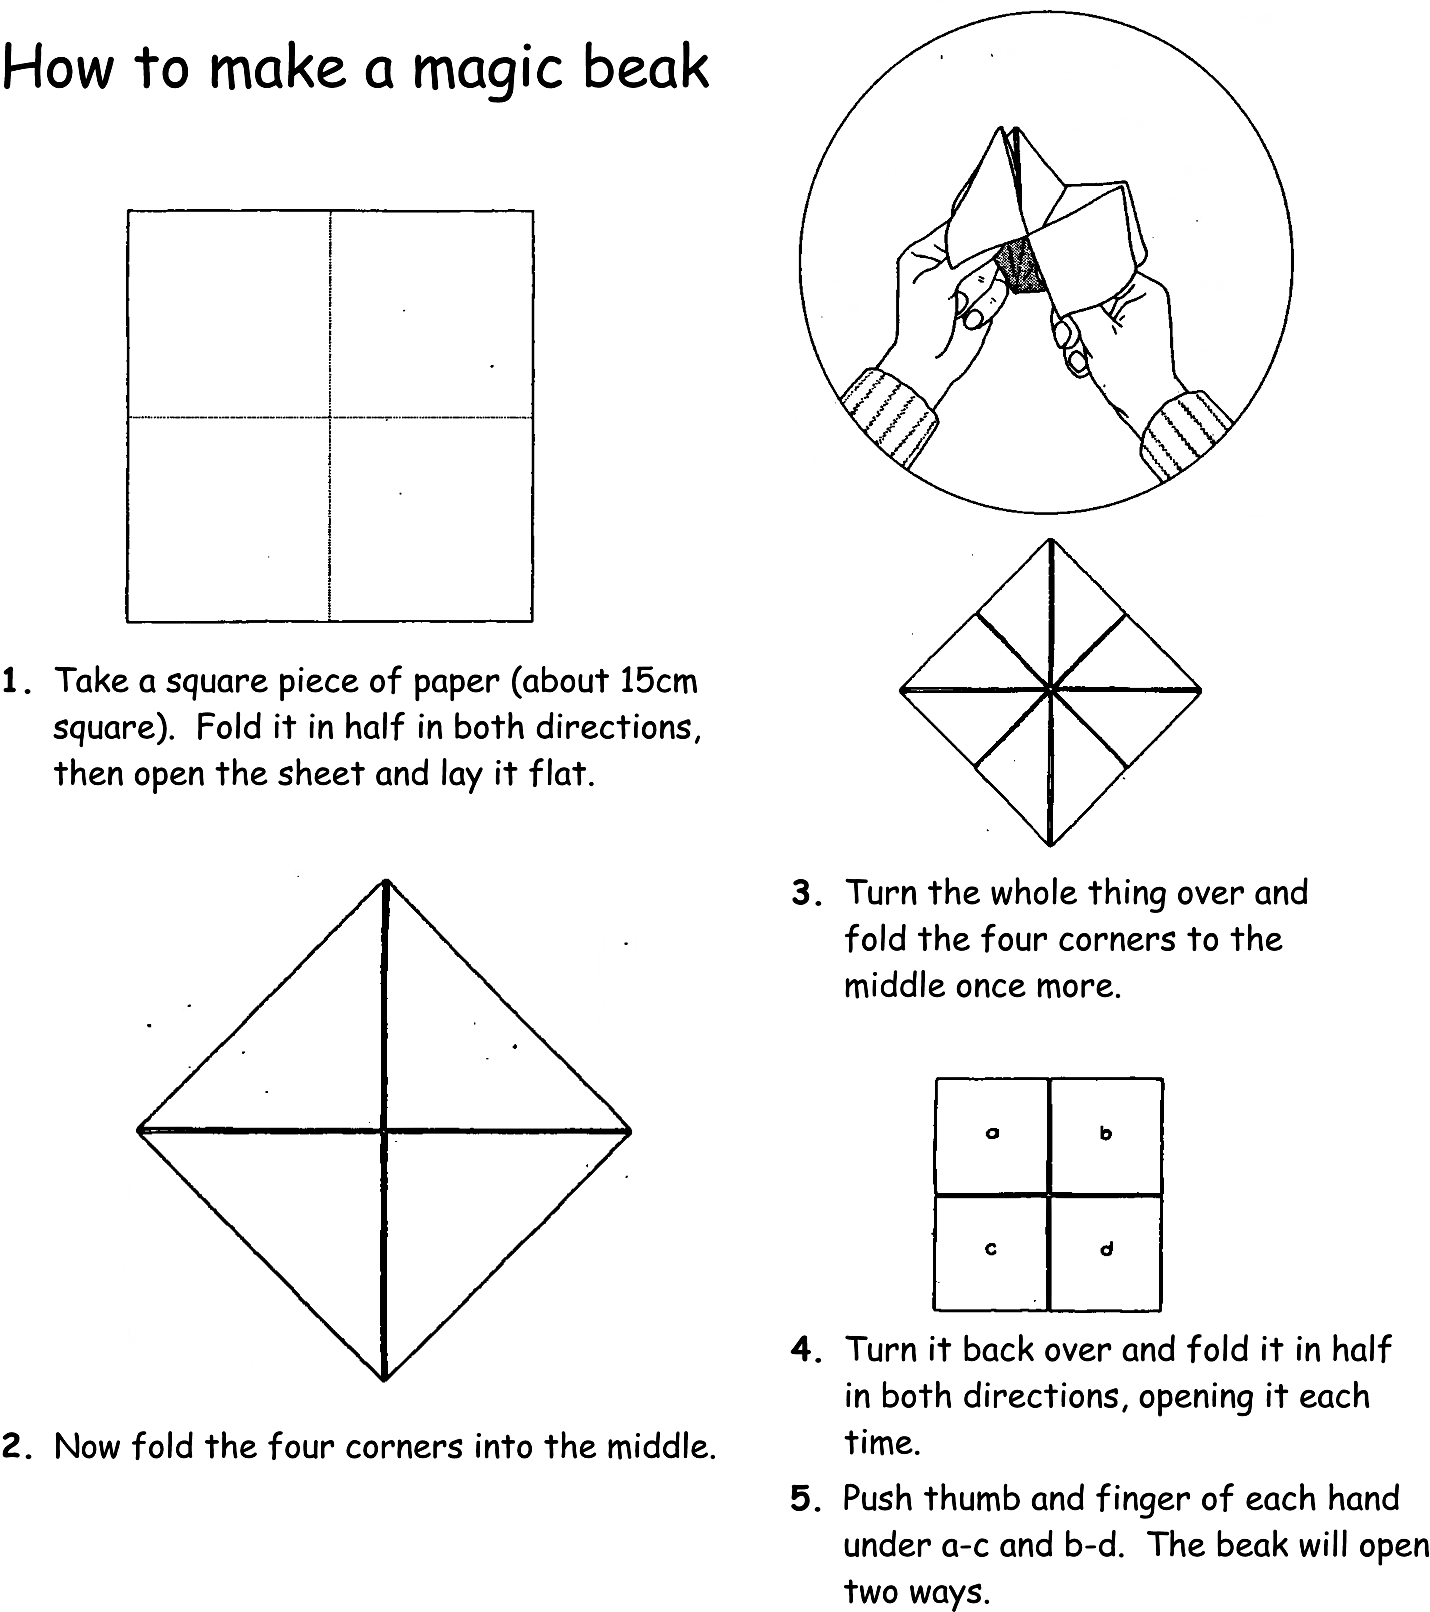 How to make a magic beak
1. Take a square piece of paper (about 15cm
square). Fold it in half in both directions,
then open the sheet and lay it flat.
2. Now fold the four corners into the middle.
3. Turn the whole thing over and
fold the four corners to the
middle once more.
a b
c d
4. Turn it back over and fold it in half
in both directions, opening it each
time.
5. Push thumb and finger of each hand
under a-c and b-d. The beak will open
two ways.